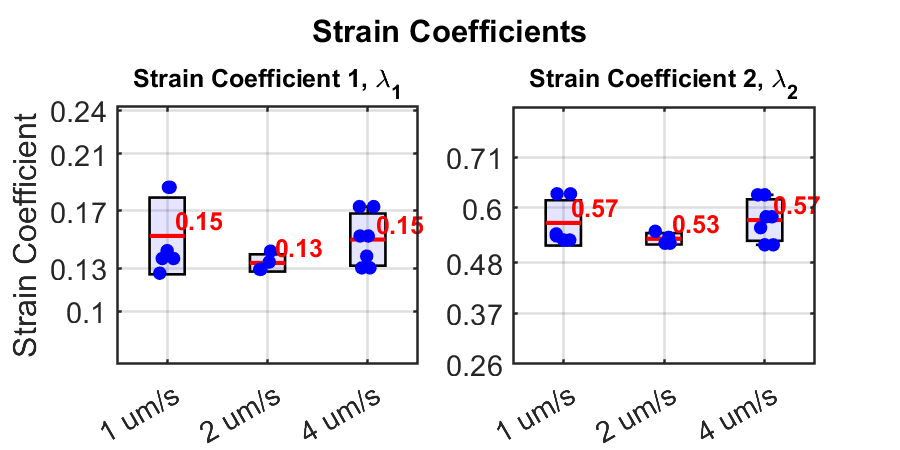 Strain Coefficients
Strain Coefficient 1, λ1
Strain Coefficient
0.24
0.21
0.17
0.13
0.1
0.15
0.13
0.15
1 um/s
2 um/s
4 um/s
Strain Coefficient 2, λ2
0.71
0.6
0.48
0.37
0.26
0.57
0.53
0.57
1 um/s
2 um/s
4 um/s